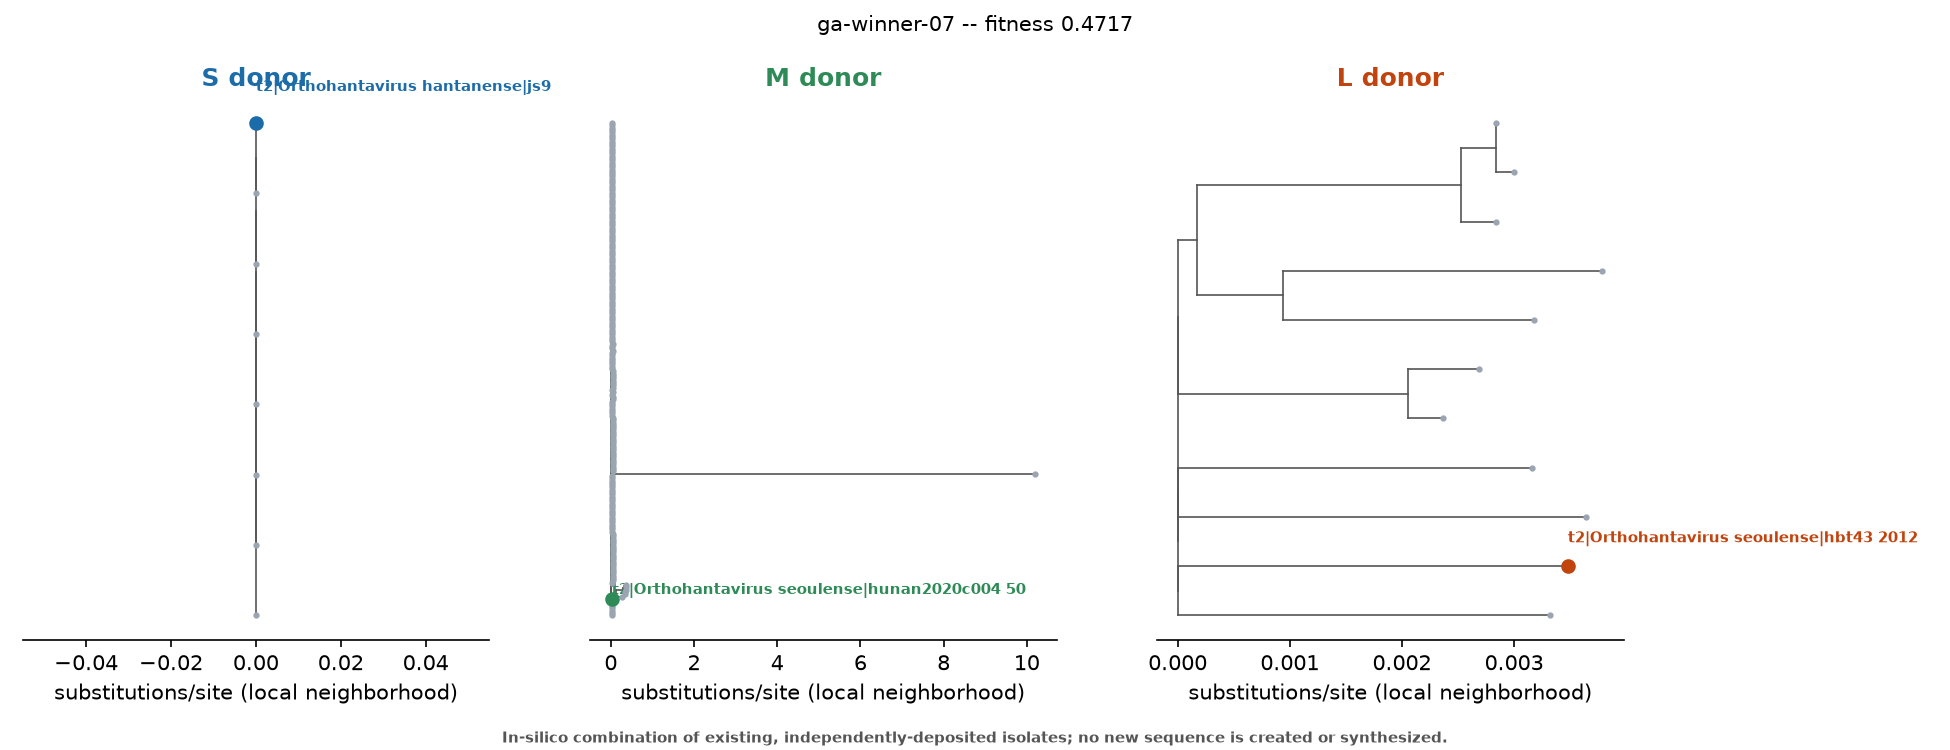 ga-winner-07 -- fitness 0.4717
S donor
M donor
L donor
t2|Orthohantavirus hantanense|js9
t2|Orthohantavirus seoulense|hbt43 2012
t2|Orthohantavirus seoulense|hunan2020c004 50
−0.04 −0.02 0.00 0.02 0.04
0 2 4 6 8 10
0.000 0.001 0.002 0.003
substitutions/site (local neighborhood)
substitutions/site (local neighborhood)
substitutions/site (local neighborhood)
In-silico combination of existing, independently-deposited isolates; no new sequence is created or synthesized.